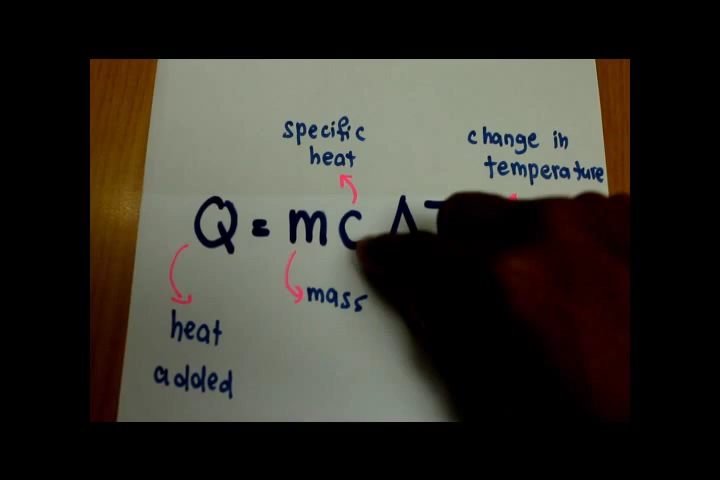 specific
heat
change in
temperature
Q = mc Δ
mass
heat
added